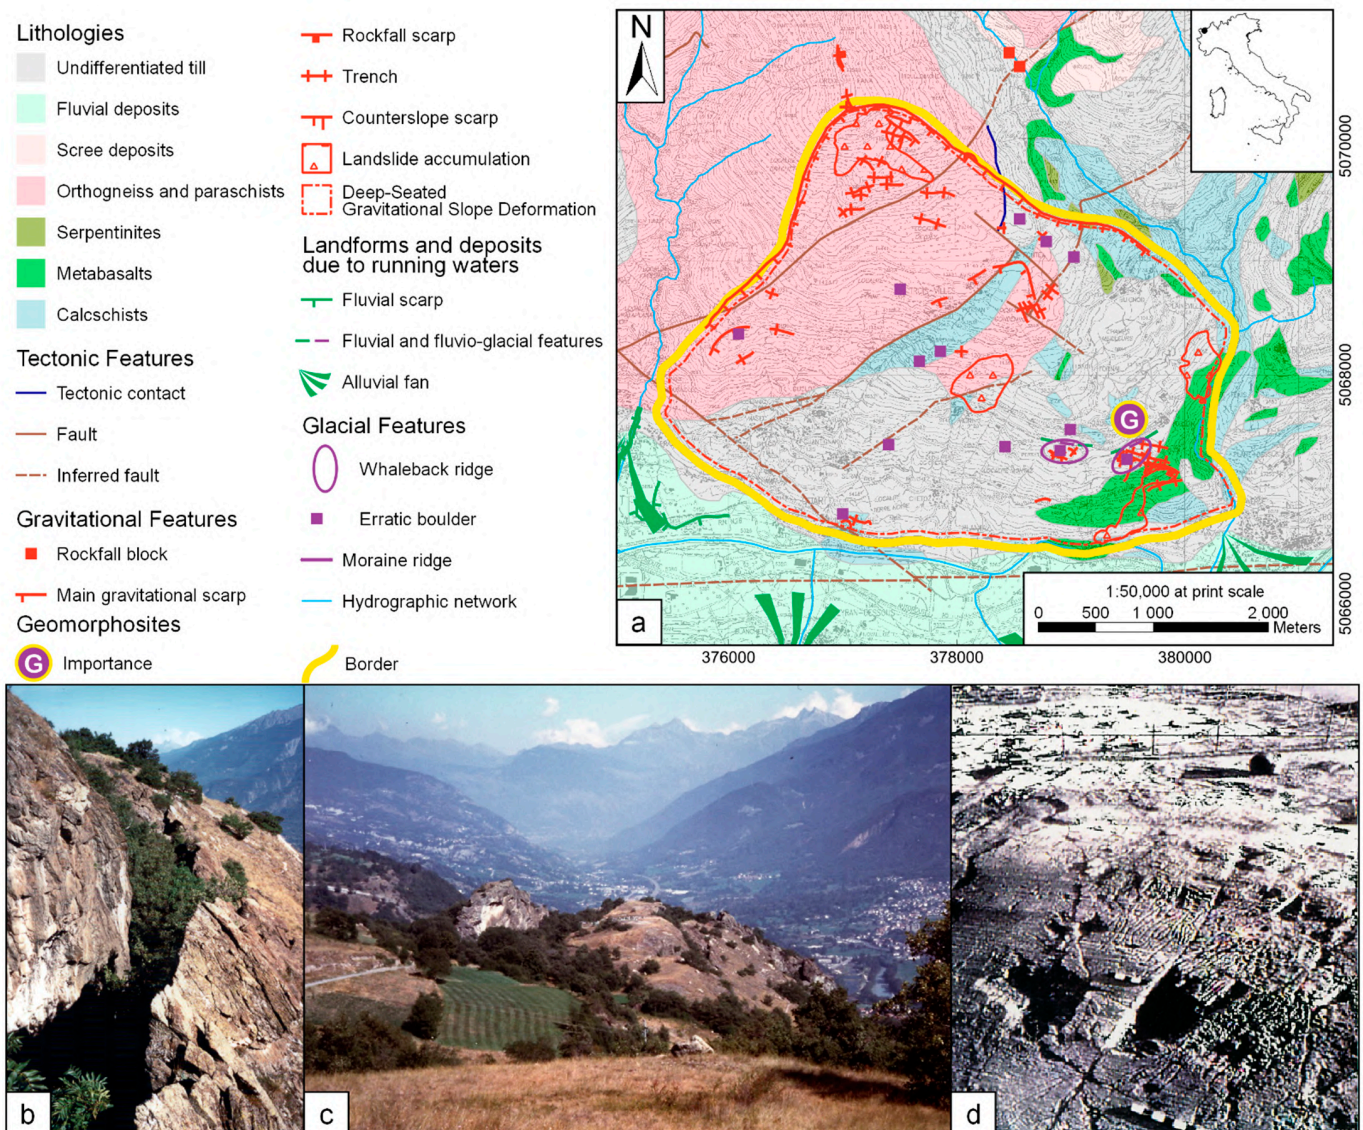 Lithologies
Undifferentiated till
Fluvial deposits
Scree deposits
Orthogneiss and paraschists
Serpentinites
Metabasalts
Calcschists
Tectonic Features
Tectonic contact
Fault
Inferred fault
Gravitational Features
Rockfall block
Main gravitational scarp
Geomorphosites
G Importance
Rockfall scarp
Trench
Counterslope scarp
Landslide accumulation
Deep-Seated
Gravitational Slope Deformation
Landforms and deposits
due to running waters
Fluvial scarp
Fluvial and fluvio-glacial features
Alluvial fan
Glacial Features
Whaleback ridge
Erratic boulder
Moraine ridge
Hydrographic network
Border
N
G
5070000
5068000
5066000
1:50,000 at print scale
0 500 1 000 2 000
Meters
a
376000 378000 380000
b
c
d